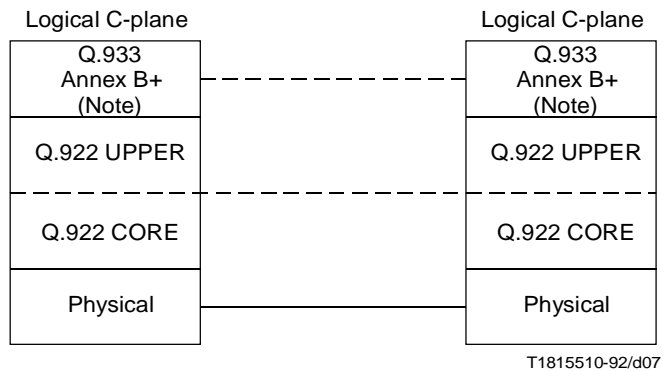 Logical C-plane
Logical C-plane
Q.933
Annex B+
(Note)
Q.933
Annex B+
(Note)
Q.922 UPPER
Q.922 UPPER
Q.922 CORE
Q.922 CORE
Physical
Physical
T1815510-92/d07